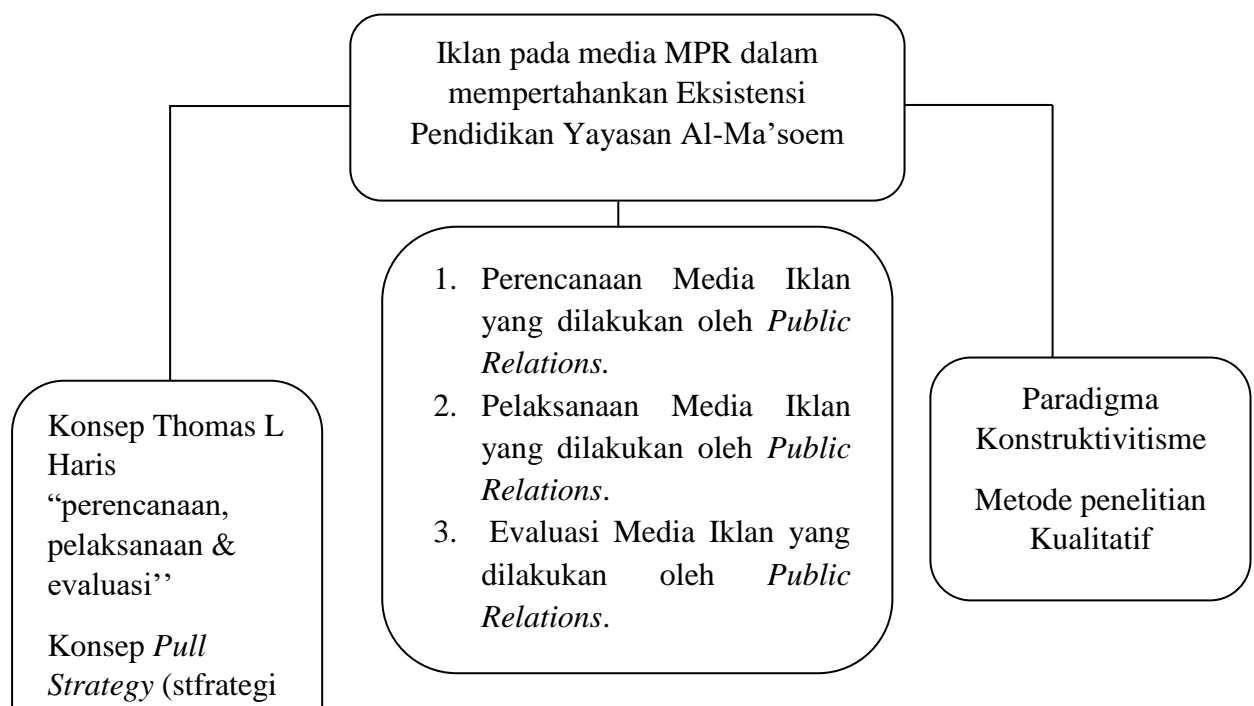 Iklan pada media MPR dalam
mempertahankan Eksistensi
Pendidikan Yayasan Al-Ma’soem
1. Perencanaan Media Iklan
yang dilakukan oleh Public
Relations.
2. Pelaksanaan Media Iklan
yang dilakukan oleh Public
Relations.
3. Evaluasi Media Iklan yang
dilakukan oleh Public
Relations.
Konsep Thomas L
Haris
“perencanaan,
pelaksanaan &
evaluasi’’
Konsep Pull
Strategy (stfrategi
Paradigma
Konstruktivitisme
Metode penelitian
Kualitatif